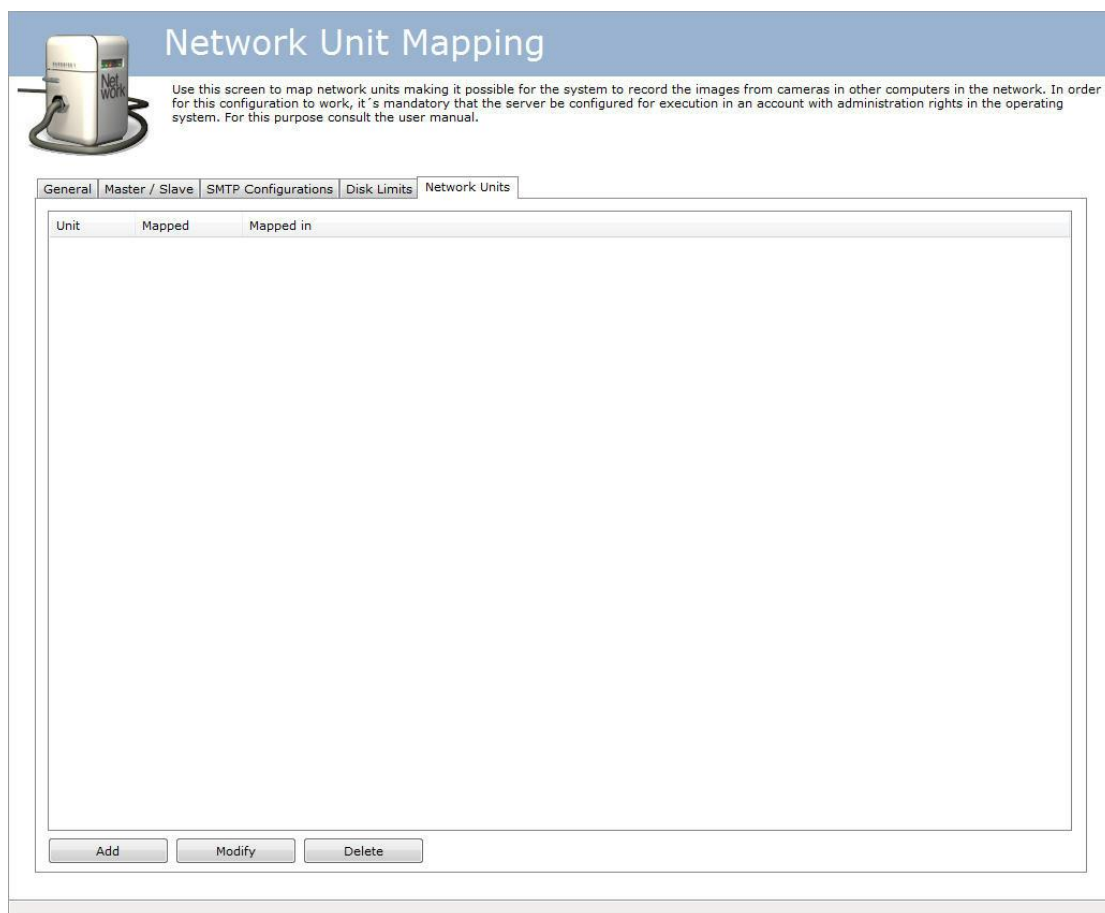 Network Unit Mapping
Net
work
Use this screen to map network units making it possible for the system to record the images from cameras in other computers in the network. In order
for this configuration to work, it´s mandatory that the server be configured for execution in an account with administration rights in the operating
system. For this purpose consult the user manual.
General Master / Slave SMTP Configurations Disk Limits Network Units
Unit Mapped Mapped in
Add Modify Delete